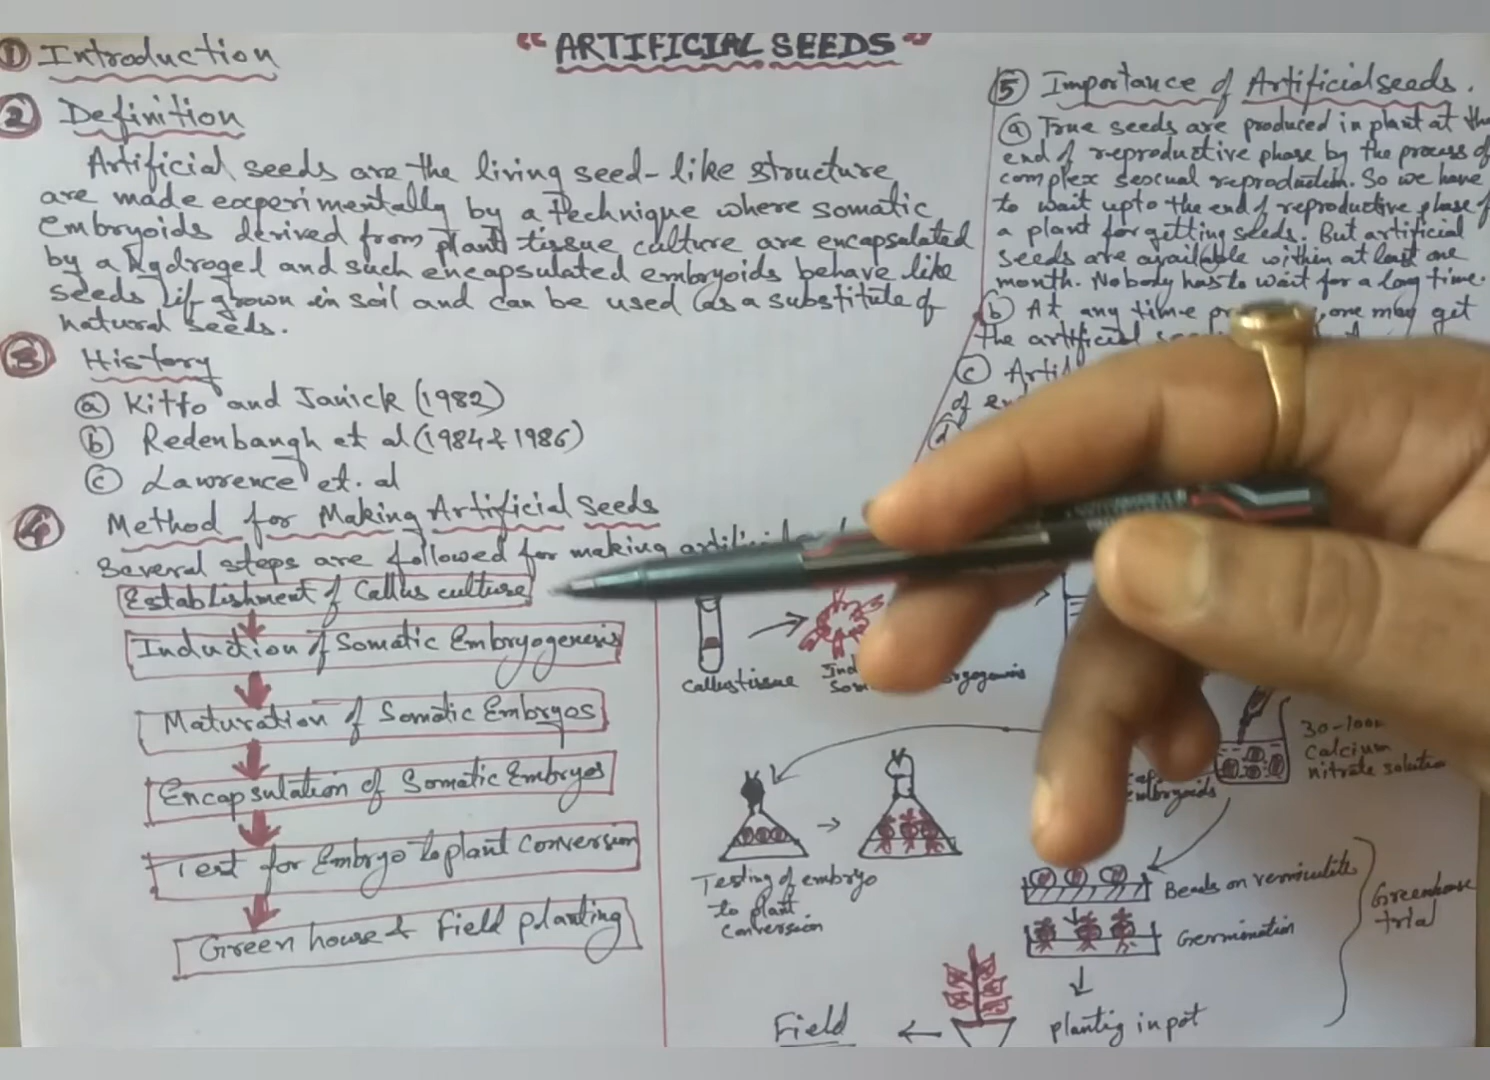 " ARTIFICIAL SEEDS "
① Introduction
② Definition
Artificial seeds are the living seed-like structure
are made experimentally by a technique where somatic
Embryoids derived from plant tissue culture are encapsulated
by a hydrogel and such encapsulated embryoids behave like
seeds if grown in soil and can be used as a substitute of
natural seeds.
③ History
ⓐ Kitto and Janick (1982)
ⓑ Redenbangh et al (1984 & 1986)
ⓒ Lawrence et. al
④ Method for Making Artificial Seeds
Several steps are followed for making
Establishment of Callus culture
Induction of Somatic Embryogenesis
Maturation of Somatic Embryos
Encapsulation of Somatic Embryos
Test for Embryo to plant conversion
Green house & Field planting
⑤ Importance of Artificial seeds.
ⓐ True seeds are produced in plant at the
end of reproductive phase by the process of
complex sexual reproduction. So we have
to wait upto the end of reproductive phase of
a plant for getting seeds. But artificial
seeds are available within at least one
month. Nobody has to wait for a long time.
ⓑ At any time one may get
the artificial
ⓒ
of
ⓓ
Callus tissue
30-100
Calcium
nitrate solution
Embryoids
Testing of embryo
to plant
conversion
Beads on vermiculite
Germination
Greenhouse
trial
planting in pot
Field